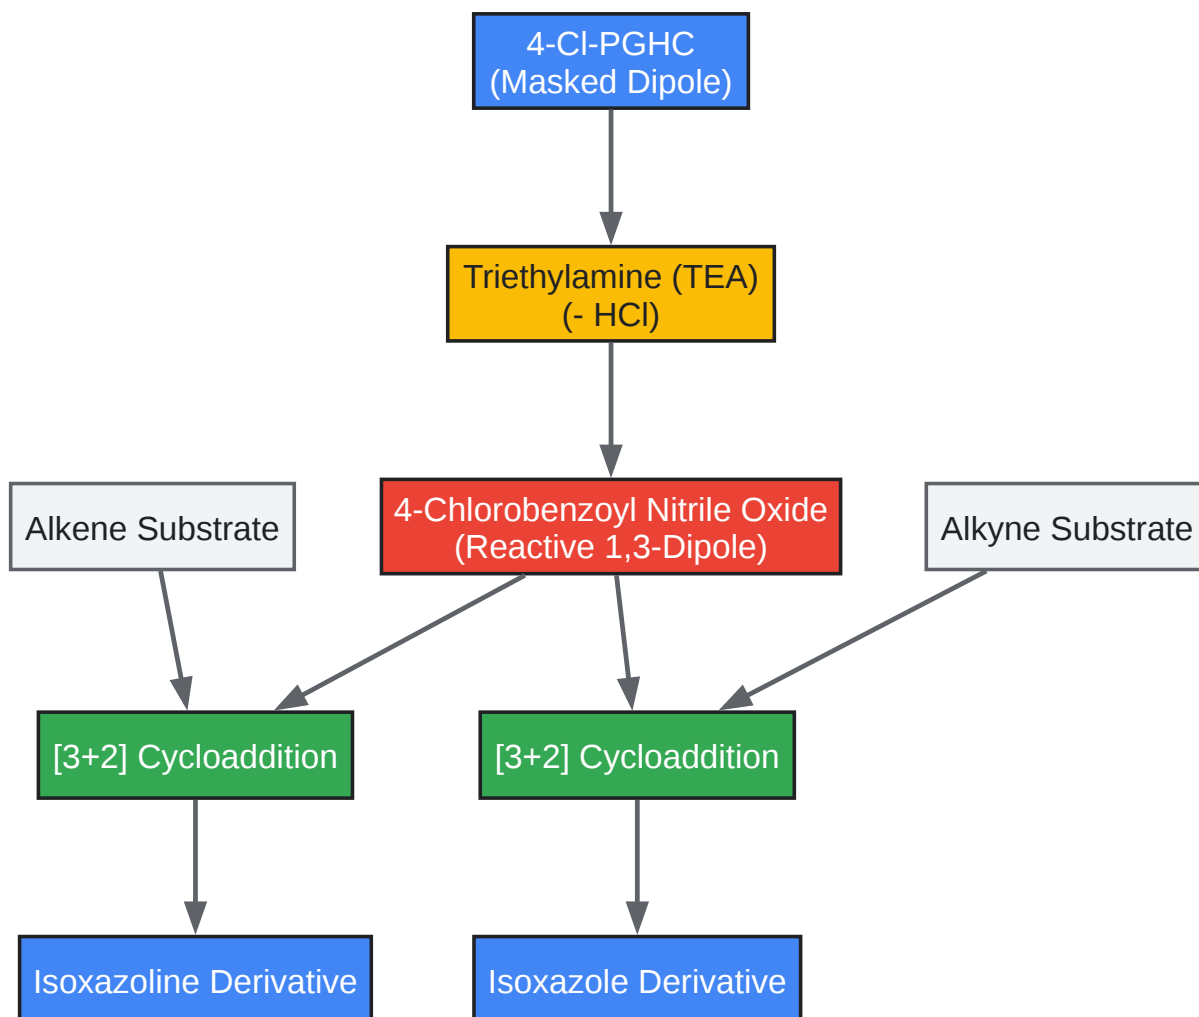 4-Cl-PGHC
(Masked Dipole)
Triethylamine (TEA)
(- HCl)
Alkene Substrate
4-Chlorobenzoyl Nitrile Oxide
(Reactive 1,3-Dipole)
Alkyne Substrate
[3+2] Cycloaddition
[3+2] Cycloaddition
Isoxazoline Derivative
Isoxazole Derivative